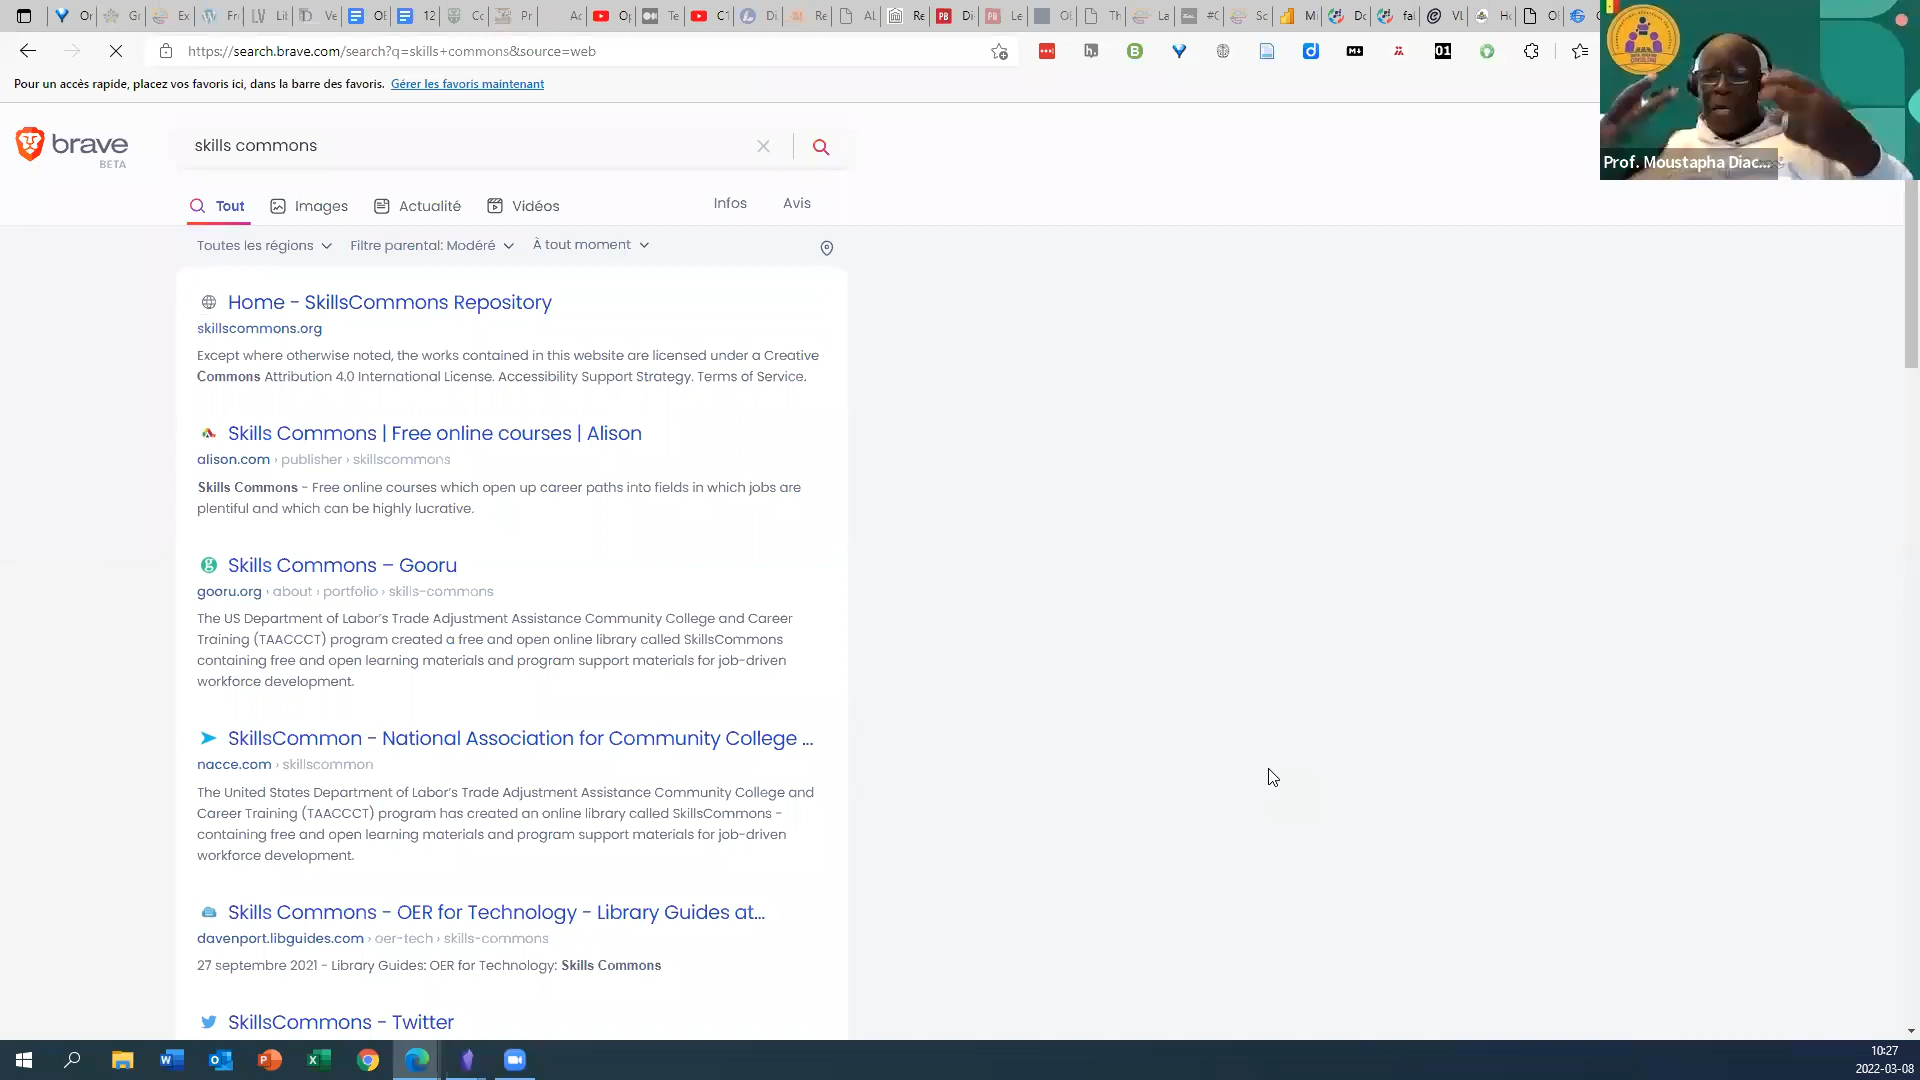 https://search.brave.com/search?q=skills+commons&source=web
Pour un accès rapide, placez vos favoris ici, dans la barre des favoris. Gérer les favoris maintenant
brave
BETA
skills commons
Tout Images Actualité Vidéos Infos Avis
Toutes les régions Filtre parental: Modéré À tout moment
Home - SkillsCommons Repository
skillscommons.org
Except where otherwise noted, the works contained in this website are licensed under a Creative
Commons Attribution 4.0 International License. Accessibility Support Strategy. Terms of Service.
Skills Commons | Free online courses | Alison
alison.com › publisher › skillscommons
Skills Commons - Free online courses which open up career paths into fields in which jobs are
plentiful and which can be highly lucrative.
Skills Commons – Gooru
gooru.org › about › portfolio › skills-commons
The US Department of Labor's Trade Adjustment Assistance Community College and Career
Training (TAACCCT) program created a free and open online library called SkillsCommons
containing free and open learning materials and program support materials for job-driven
workforce development.
SkillsCommon - National Association for Community College ...
nacce.com › skillscommon
The United States Department of Labor's Trade Adjustment Assistance Community College and
Career Training (TAACCCT) program has created an online library called SkillsCommons -
containing free and open learning materials and program support materials for job-driven
workforce development.
Skills Commons - OER for Technology - Library Guides at...
davenport.libguides.com › oer-tech › skills-commons
27 septembre 2021 - Library Guides: OER for Technology: Skills Commons
SkillsCommons - Twitter
Prof. Moustapha Diac...
10:27
2022-03-08